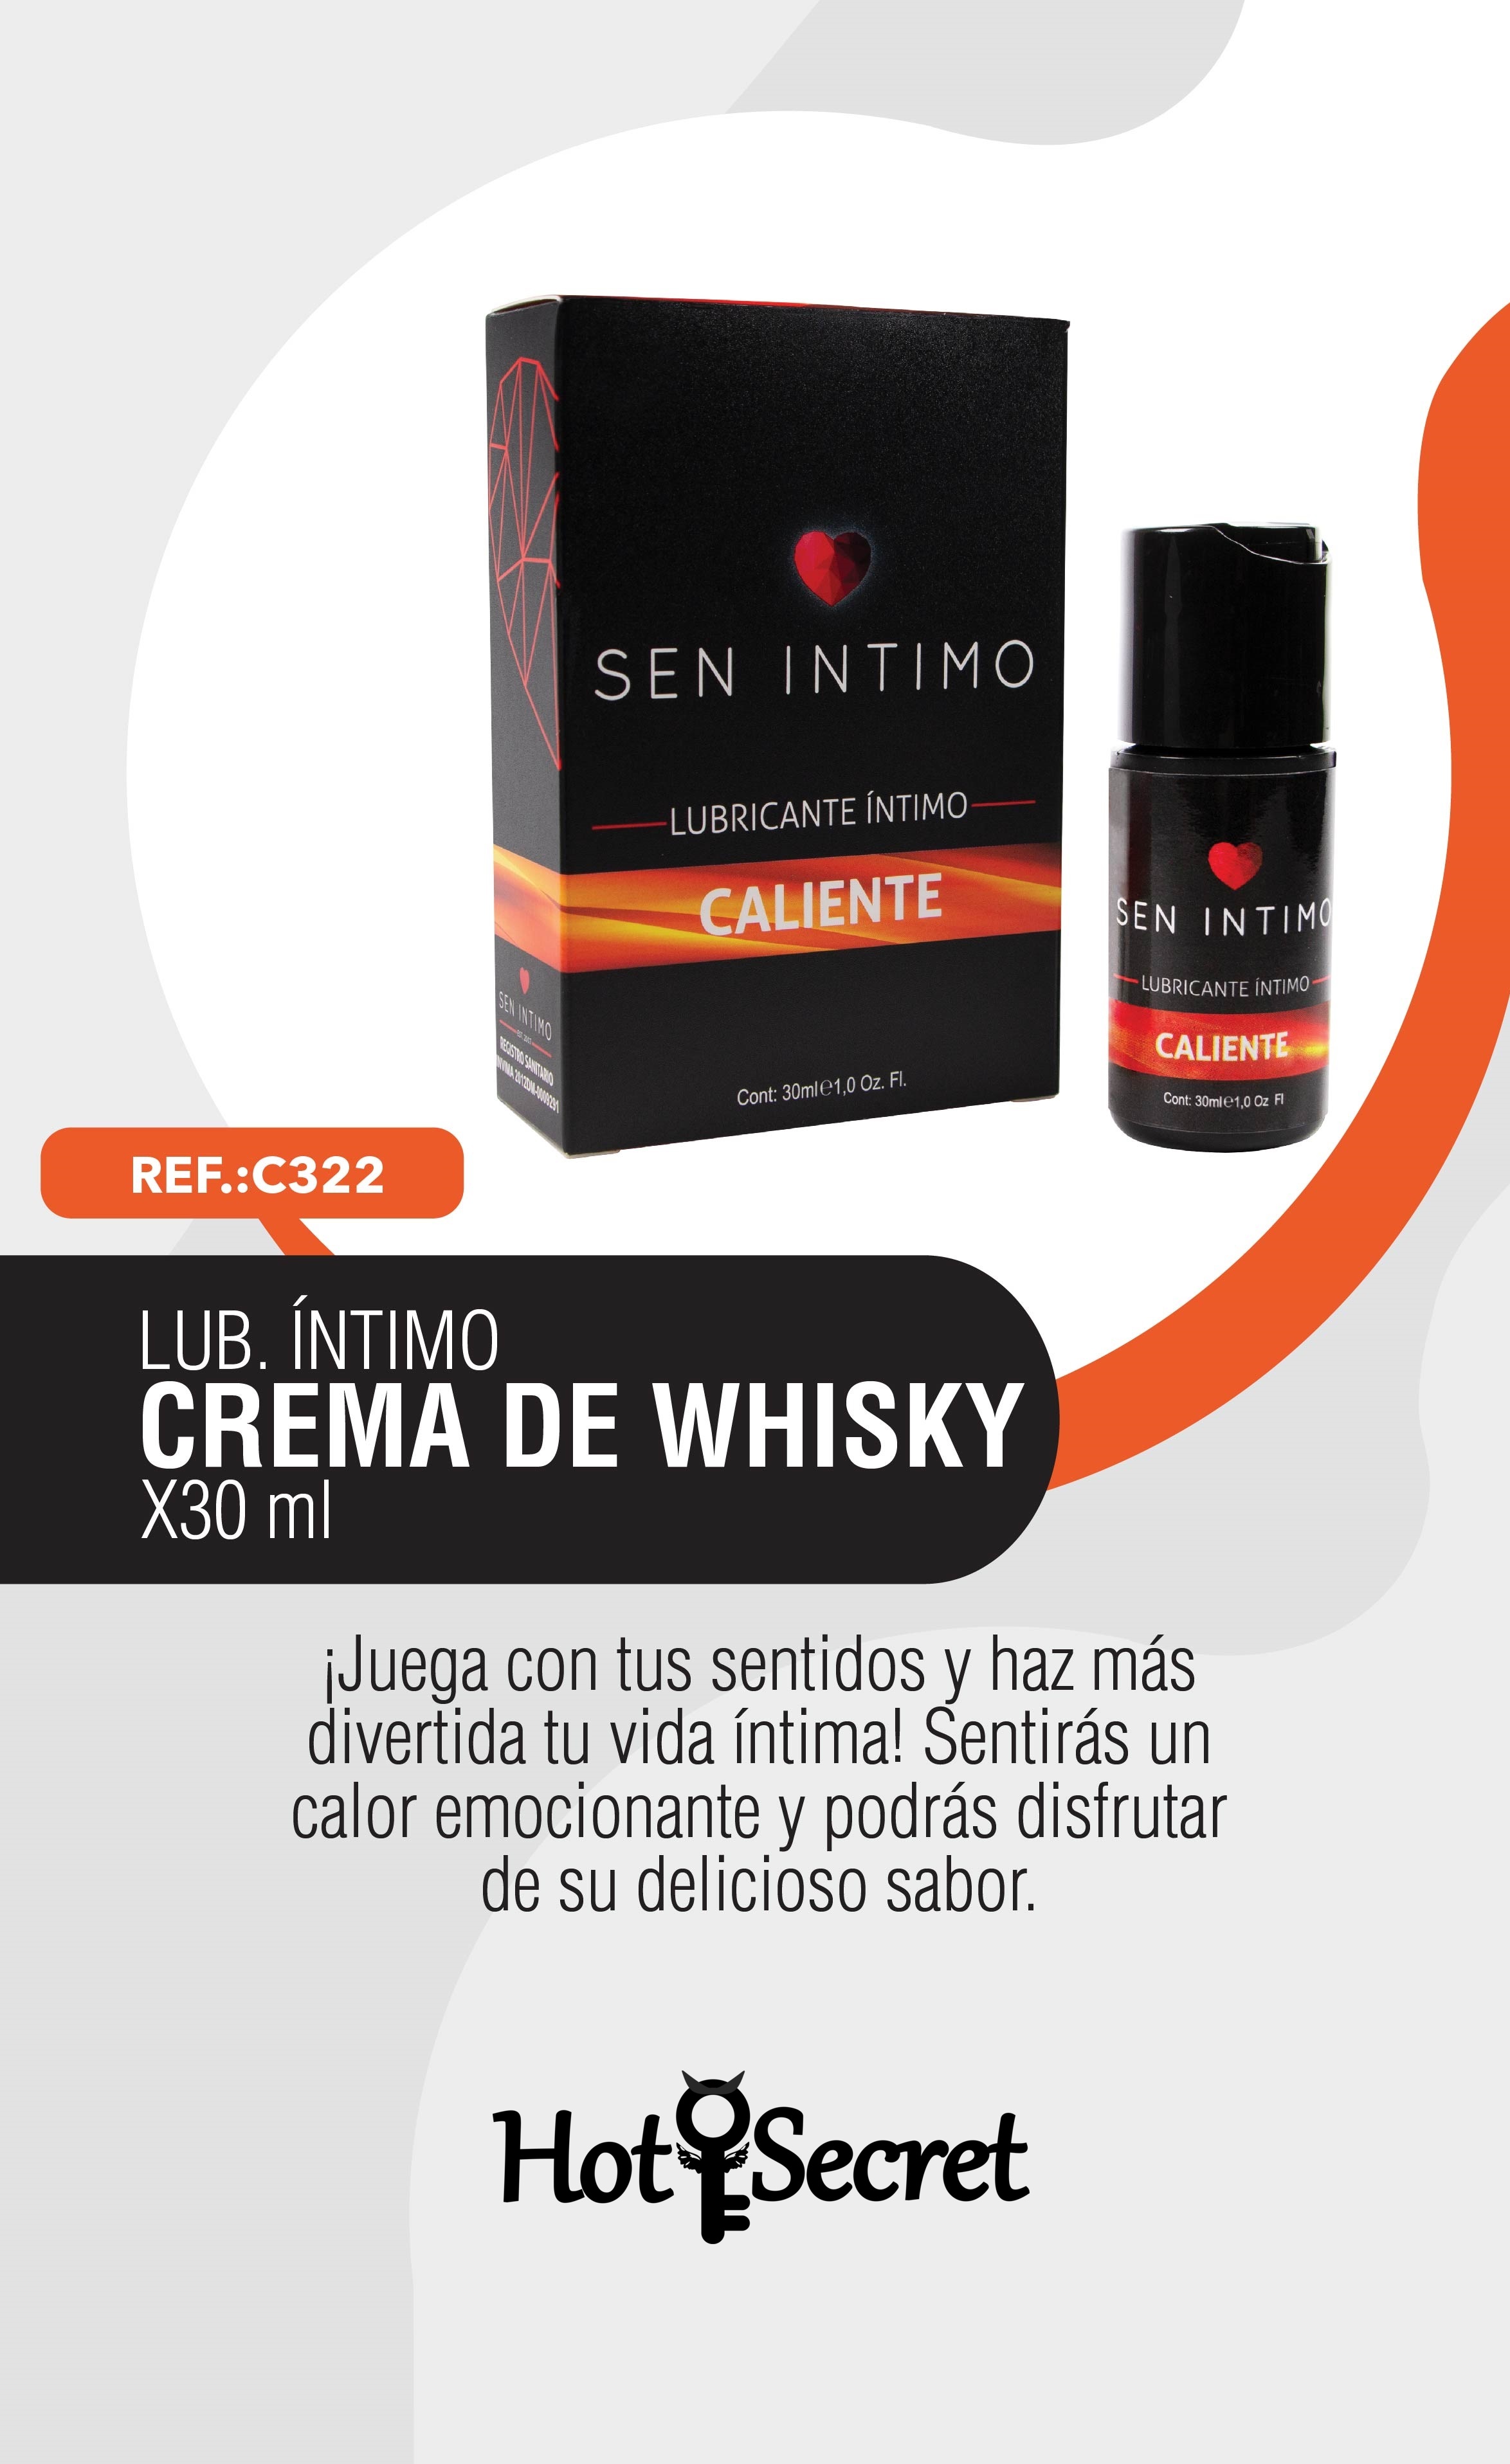 SEN INTIMO
LUBRICANTE ÍNTIMO
CALIENTE
Cont: 30ml℮1,0 Oz. Fl.
SEN INTIMO
REGISTRO SANITARIO
INVIMA 2012DM-0009291
SEN INTIMO
LUBRICANTE ÍNTIMO
CALIENTE
Cont: 30ml℮1,0 Oz Fl
REF.:C322
LUB. ÍNTIMO
CREMA DE WHISKY
X30 ml
¡Juega con tus sentidos y haz más
divertida tu vida íntima! Sentirás un
calor emocionante y podrás disfrutar
de su delicioso sabor.
Hot Secret